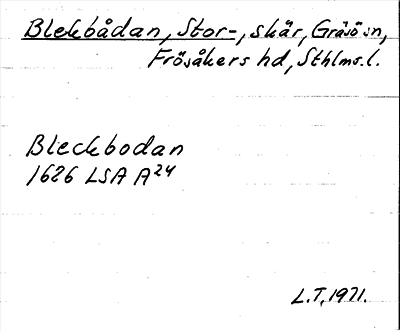 Blekbådan, Stor-, skär, Gräsö sn,
Frösåkers hd, Sthlms. l.
Bleckbodan
1626 LSA A24
L.T. 1971.